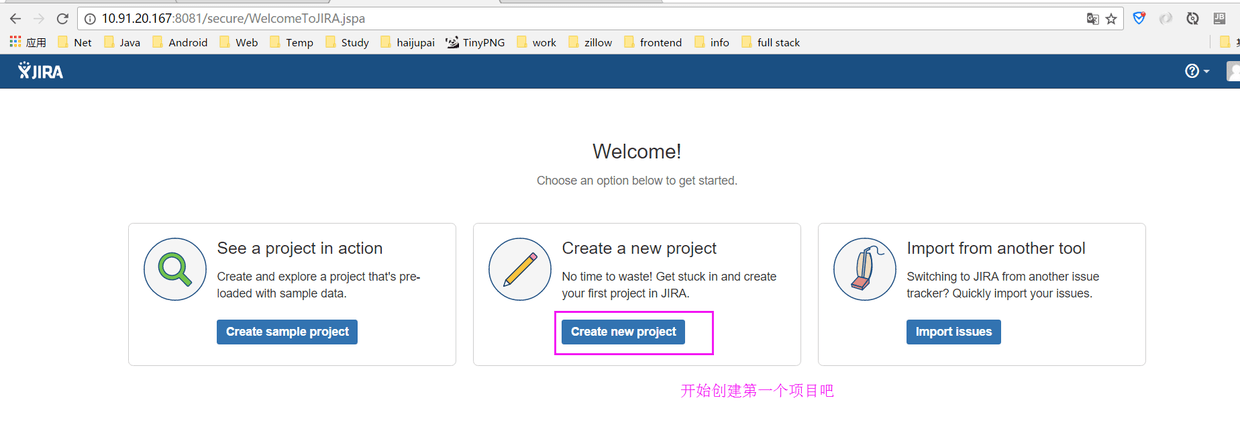 10.91.20.167:8081/secure/WelcomeToJIRA.jspa
应用 Net Java Android Web Temp Study haijupai TinyPNG work zillow frontend info full stack
JIRA
Welcome!
Choose an option below to get started.
See a project in action
Create and explore a project that's pre-
loaded with sample data.
Create sample project
Create a new project
No time to waste! Get stuck in and create
your first project in JIRA.
Create new project
Import from another tool
Switching to JIRA from another issue
tracker? Quickly import your issues.
Import issues
开始创建第一个项目吧